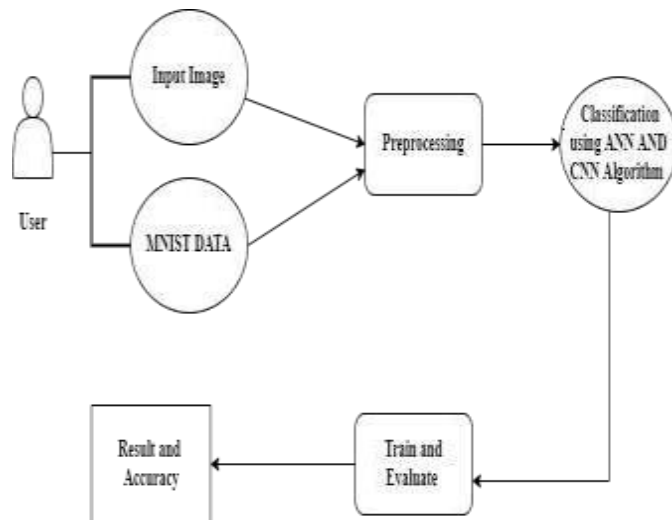 Input Image
User
MNIST DATA
Preprocessing
Classification
using ANN AND
CNN Algorithm
Train and
Evaluate
Result and
Accuracy